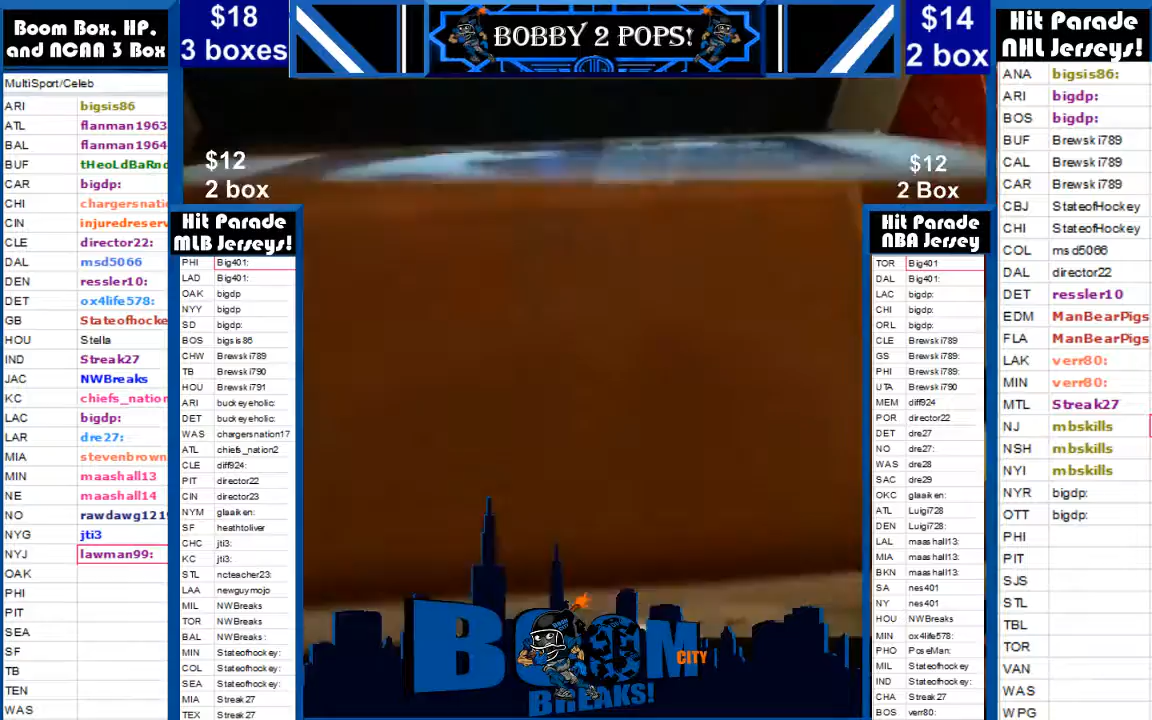 Boom Box, HP,
and NCAA 3 Box
MultiSport/Celeb
ARI bigsis86
ATL flanman1963
BAL flanman1964
BUF tHeoLdBaRnd
CAR bigdp:
CHI chargersnatio
CIN injuredreserv
CLE director22:
DAL msd5066
DEN ressler10:
DET ox4life578:
GB Stateofhocke
HOU Stella
IND Streak27
JAC NWBreaks
KC chiefs_nation
LAC bigdp:
LAR dre27:
MIA stevenbrown
MIN maashall13
NE maashall14
NO rawdawg1219
NYG jti3
NYJ lawman99:
OAK
PHI
PIT
SEA
SF
TB
TEN
WAS
$18
3 boxes
BOBBY 2 POPS!
$14
2 box
$12
2 box
$12
2 Box
Hit Parade
MLB Jerseys!
PHI Big401:
LAD Big401:
OAK bigdp
NYY bigdp
SD bigdp:
BOS bigsis86
CHW Brewski789
TB Brewski790
HOU Brewski791
ARI buckeyeholic:
DET buckeyeholic:
WAS chargersnation17
ATL chiefs_nation2
CLE diff924:
PIT director22
CIN director23
NYM glaaiken:
SF heathtoliver
CHC jti3:
KC jti3:
STL ncteacher23:
LAA newguymojo
MIL NWBreaks
TOR NWBreaks
BAL NWBreaks:
MIN Stateofhockey:
COL Stateofhockey:
SEA Stateofhockey:
MIA Streak27
TEX Streak27
BOOM
CITY
BREAKS!
Hit Parade
NBA Jersey
TOR Big401
DAL Big401:
LAC bigdp:
CHI bigdp:
ORL bigdp:
CLE Brewski789
GS Brewski789:
PHI Brewski789:
UTA Brewski790
MEM diff924
POR director22
DET dre27
NO dre27:
WAS dre28
SAC dre29
OKC glaaiken:
ATL Luigi728
DEN Luigi728:
LAL maashall13:
MIA maashall13:
BKN maashall13:
SA nes401
NY nes401
HOU NWBreaks
MIN ox4life578:
PHO PoseMan:
MIL Stateofhockey
IND Stateofhockey:
CHA Streak27
BOS verr80:
Hit Parade
NHL Jerseys!
ANA bigsis86:
ARI bigdp:
BOS bigdp:
BUF Brewski789
CAL Brewski789
CAR Brewski789
CBJ StateofHockey
CHI StateofHockey
COL msd5066
DAL director22
DET ressler10
EDM ManBearPigs
FLA ManBearPigs
LAK verr80:
MIN verr80:
MTL Streak27
NJ mbskills
NSH mbskills
NYI mbskills
NYR bigdp:
OTT bigdp:
PHI
PIT
SJS
STL
TBL
TOR
VAN
WAS
WPG